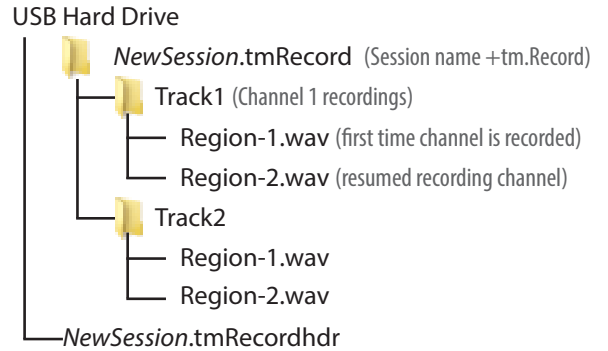 USB Hard Drive
NewSession.tmRecord (Session name +tm.Record)
Track1 (Channel 1 recordings)
Region-1.wav (first time channel is recorded)
Region-2.wav (resumed recording channel)
Track2
Region-1.wav
Region-2.wav
NewSession.tmRecordhdr